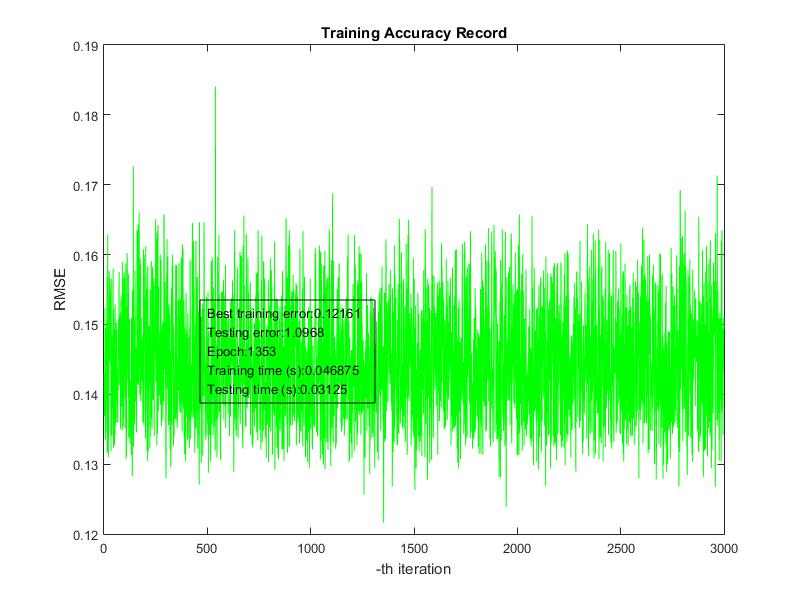 Training Accuracy Record
RMSE
0.19
0.18
0.17
0.16
0.15
0.14
0.13
0.12
Best training error:0.12161
Testing error:1.0968
Epoch:1353
Training time (s):0.046875
Testing time (s):0.03125
0 500 1000 1500 2000 2500 3000
-th iteration